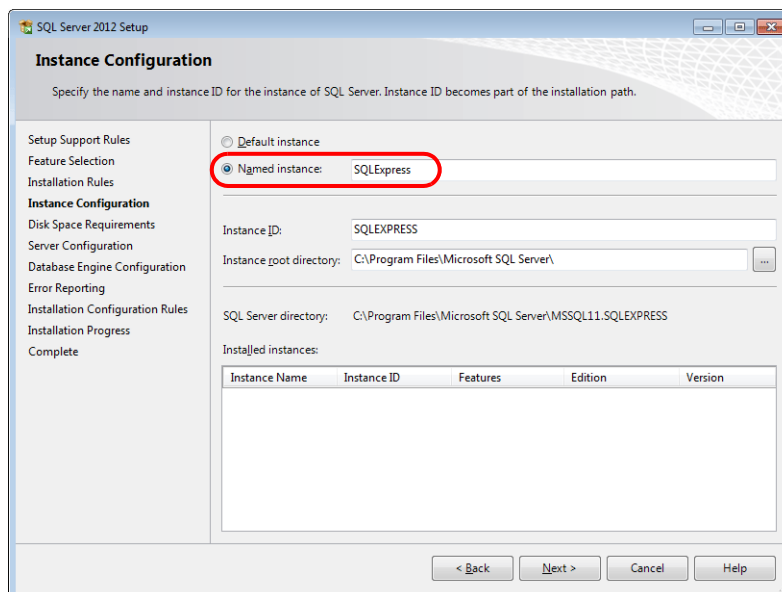 SQL Server 2012 Setup
Instance Configuration
Specify the name and instance ID for the instance of SQL Server. Instance ID becomes part of the installation path.
Setup Support Rules
Feature Selection
Installation Rules
Instance Configuration
Disk Space Requirements
Server Configuration
Database Engine Configuration
Error Reporting
Installation Configuration Rules
Installation Progress
Complete
Default instance
Named instance: SQLExpress
Instance ID: SQLEXPRESS
Instance root directory: C:\Program Files\Microsoft SQL Server\ ...
SQL Server directory: C:\Program Files\Microsoft SQL Server\MSSQL11.SQLEXPRESS
Installed instances:
Instance Name Instance ID Features Edition Version
< Back Next > Cancel Help